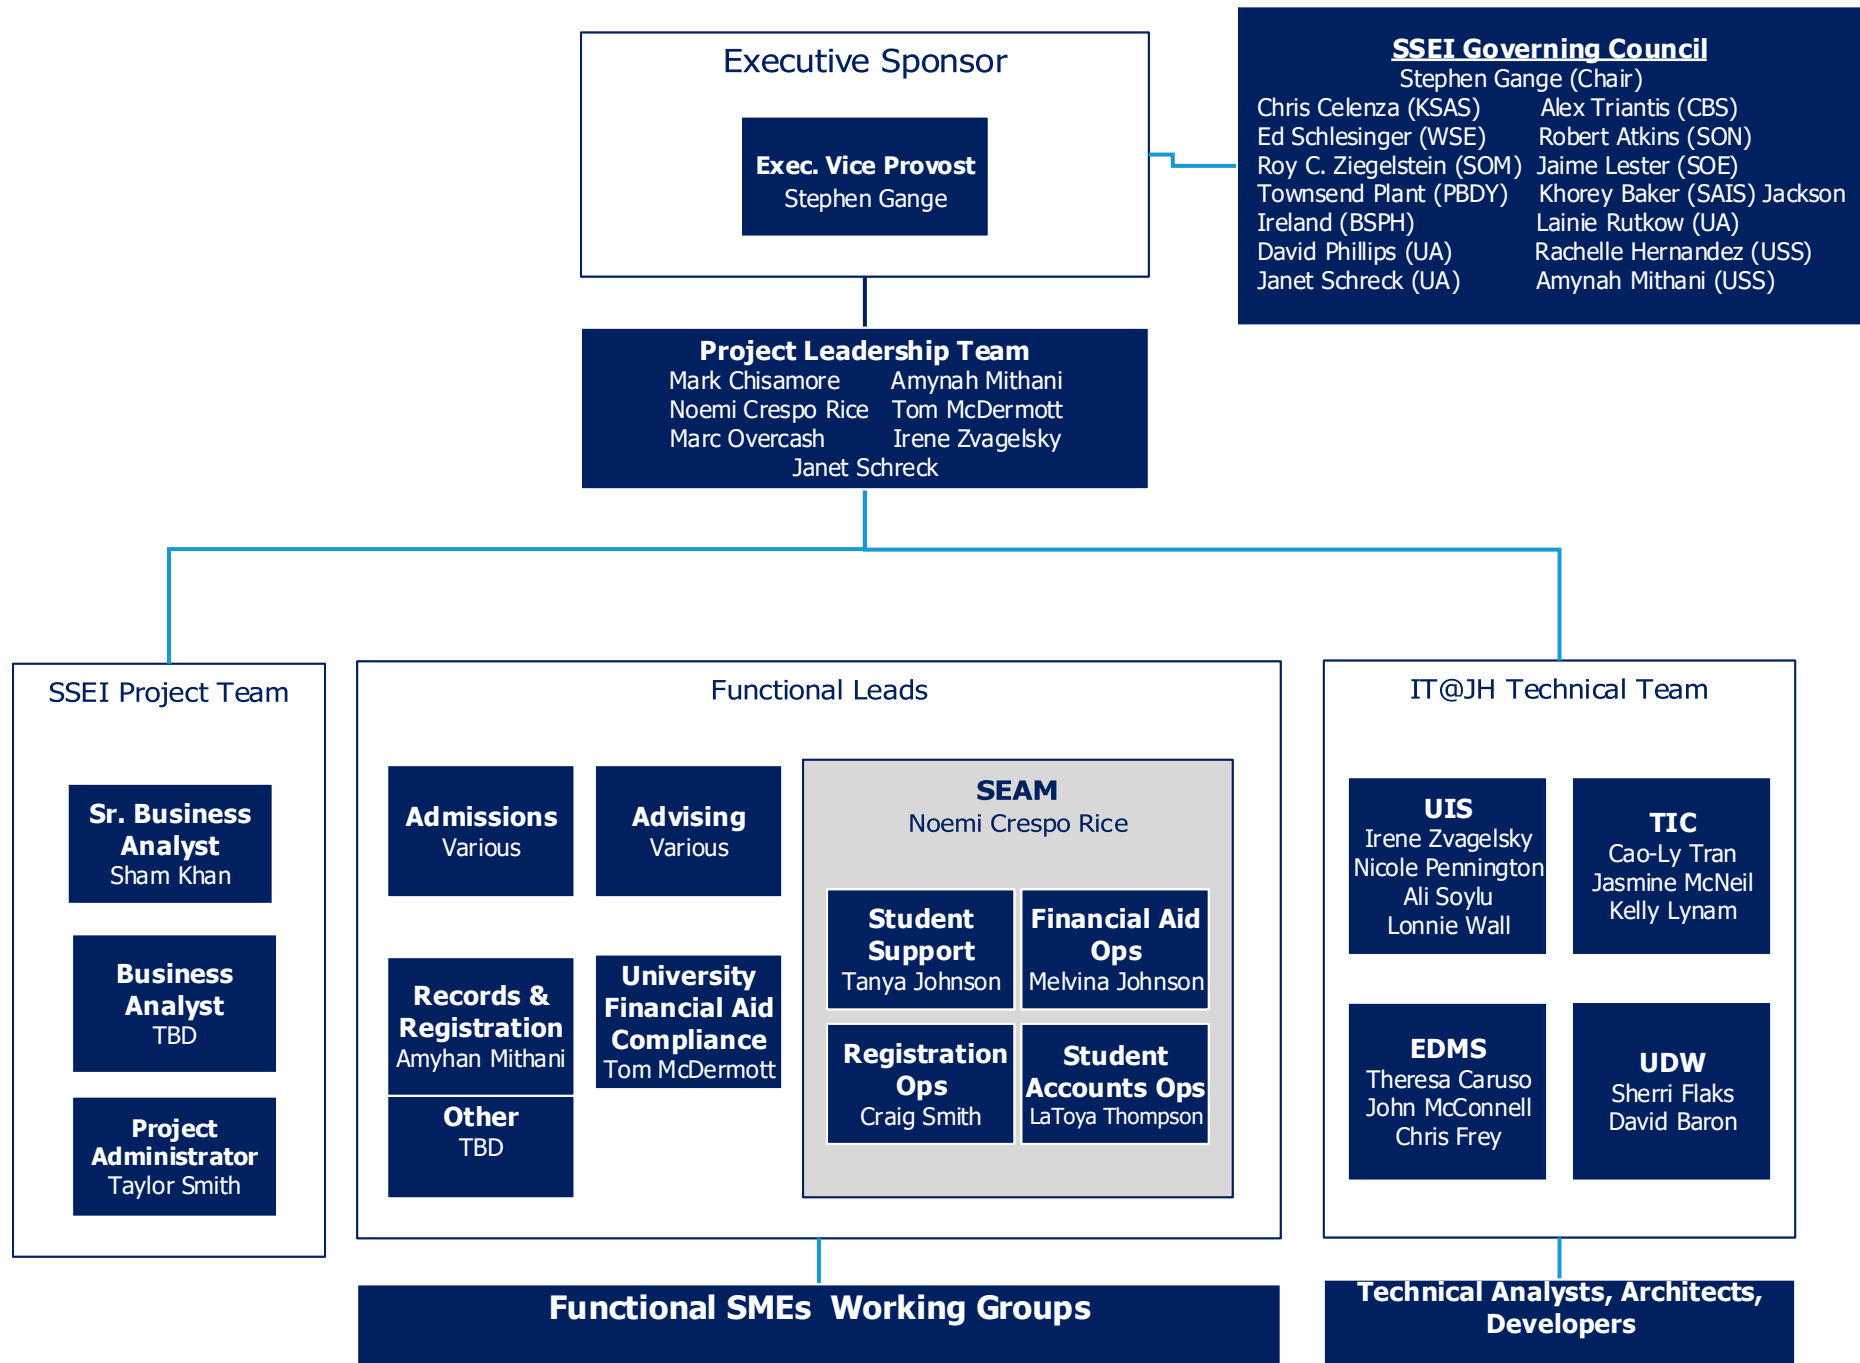 Executive Sponsor
Exec. Vice Provost
Stephen Gange
SSEI Governing Council
Stephen Gange (Chair)
Chris Celenza (KSAS) Alex Triantis (CBS)
Ed Schlesinger (WSE) Robert Atkins (SON)
Roy C. Ziegelstein (SOM) Jaime Lester (SOE)
Townsend Plant (PBDY) Khorey Baker (SAIS) Jackson
Ireland (BSPH) Lainie Rutkow (UA)
David Phillips (UA) Rachelle Hernandez (USS)
Janet Schreck (UA) Amynah Mithani (USS)
Project Leadership Team
Mark Chisamore Amynah Mithani
Noemi Crespo Rice Tom McDermott
Marc Overcash Irene Zvagelsky
Janet Schreck
SSEI Project Team
Sr. Business
Analyst
Sham Khan
Business
Analyst
TBD
Project
Administrator
Taylor Smith
Functional Leads
Admissions
Various
Advising
Various
Records &
Registration
Amyhan Mithani
University
Financial Aid
Compliance
Tom McDermott
Other
TBD
SEAM
Noemi Crespo Rice
Student
Support
Tanya Johnson
Financial Aid
Ops
Melvina Johnson
Registration
Ops
Craig Smith
Student
Accounts Ops
LaToya Thompson
IT@JH Technical Team
UIS
Irene Zvagelsky
Nicole Pennington
Ali Soylu
Lonnie Wall
TIC
Cao-Ly Tran
Jasmine McNeil
Kelly Lynam
EDMS
Theresa Caruso
John McConnell
Chris Frey
UDW
Sherri Flaks
David Baron
Functional SMEs Working Groups
Technical Analysts, Architects,
Developers